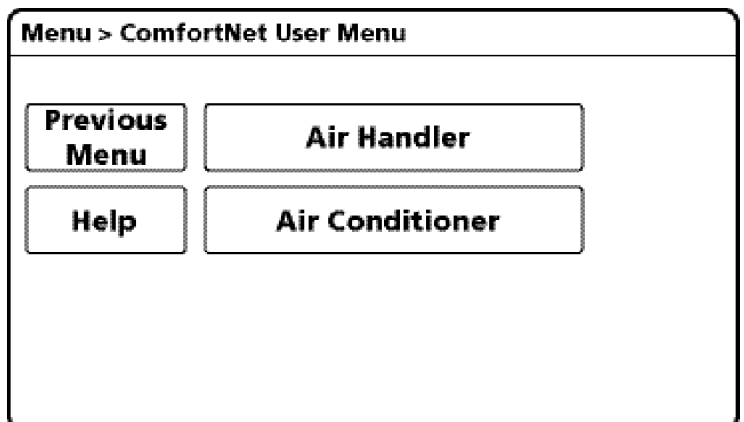 Menu > ComfortNet User Menu
Previous
Menu
Air Handler
Help
Air Conditioner